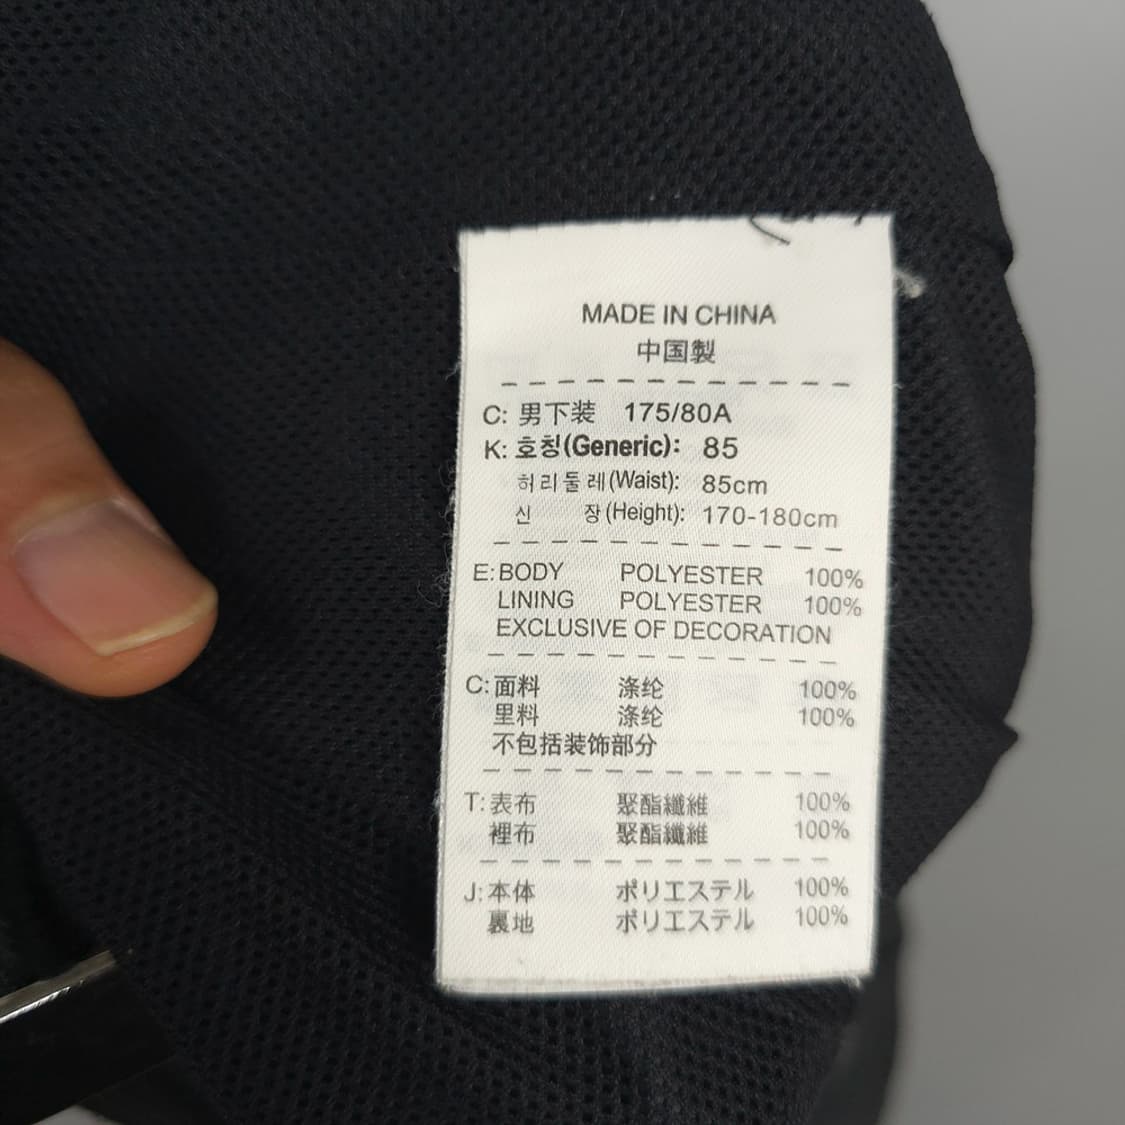 MADE IN CHINA
中国製
C: 男下装 175/80A
K: 호칭(Generic): 85
허리둘레(Waist): 85cm
신 장(Height): 170-180cm
E: BODY POLYESTER 100%
LINING POLYESTER 100%
EXCLUSIVE OF DECORATION
C: 面料 涤纶 100%
里料 涤纶 100%
不包括装饰部分
T: 表布 聚酯纖維 100%
裡布 聚酯纖維 100%
J: 本体 ポリエステル 100%
裏地 ポリエステル 100%